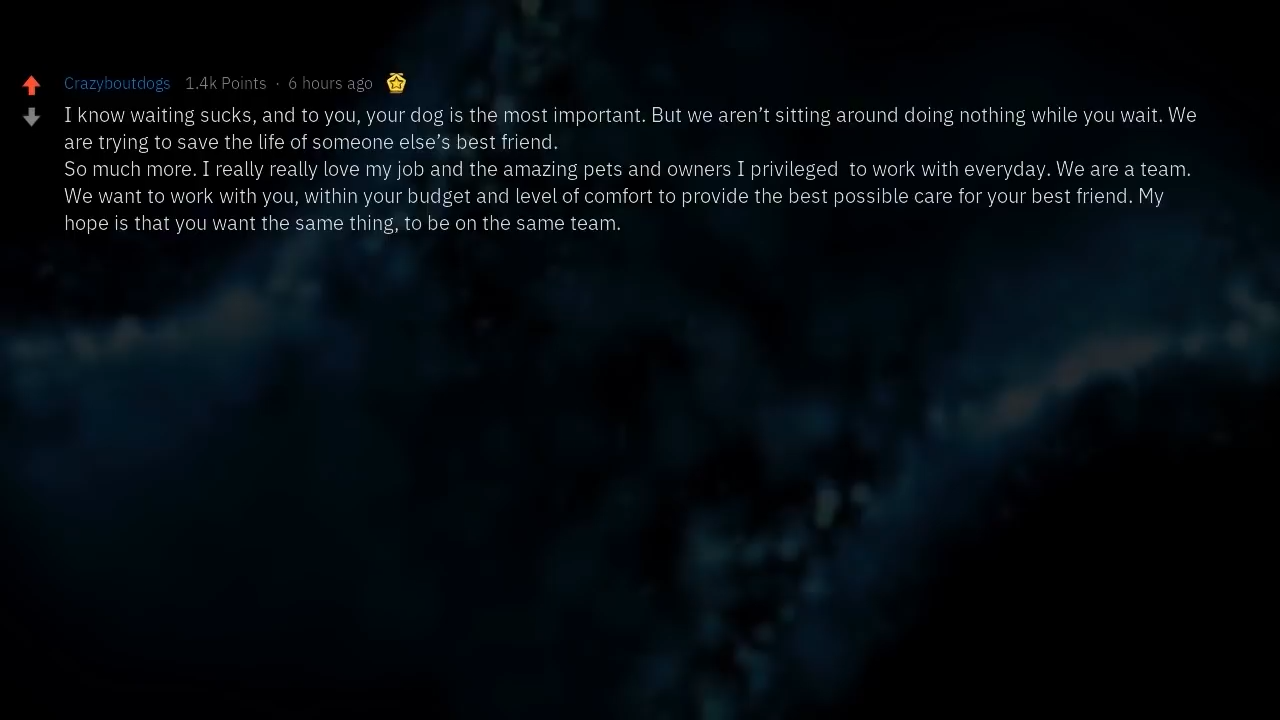 Crazyboutdogs 1.4k Points · 6 hours ago
I know waiting sucks, and to you, your dog is the most important. But we aren’t sitting around doing nothing while you wait. We
are trying to save the life of someone else’s best friend.
So much more. I really really love my job and the amazing pets and owners I privileged  to work with everyday. We are a team.
We want to work with you, within your budget and level of comfort to provide the best possible care for your best friend. My
hope is that you want the same thing, to be on the same team.